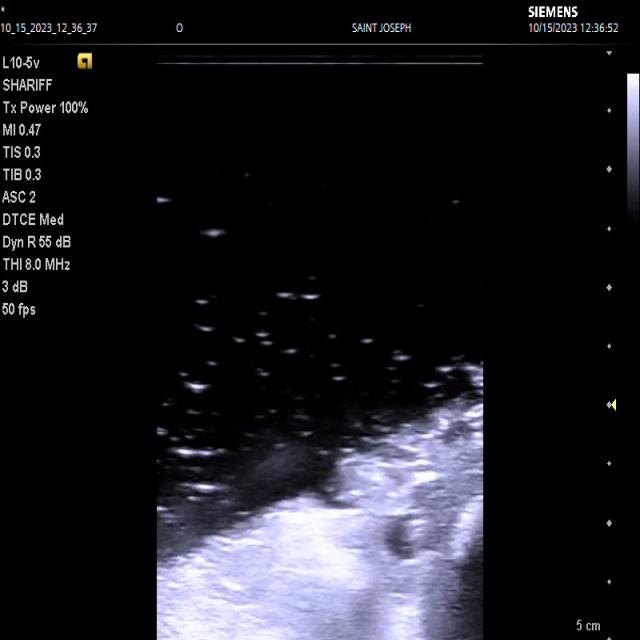 *
SIEMENS
10_15_2023_12_36_37
O
SAINT JOSEPH
10/15/2023 12:36:52
L10-5v
SHARIFF
Tx Power 100%
MI 0.47
TIS 0.3
TIB 0.3
ASC 2
DTCE Med
Dyn R 55 dB
THI 8.0 MHz
3 dB
50 fps
5 cm